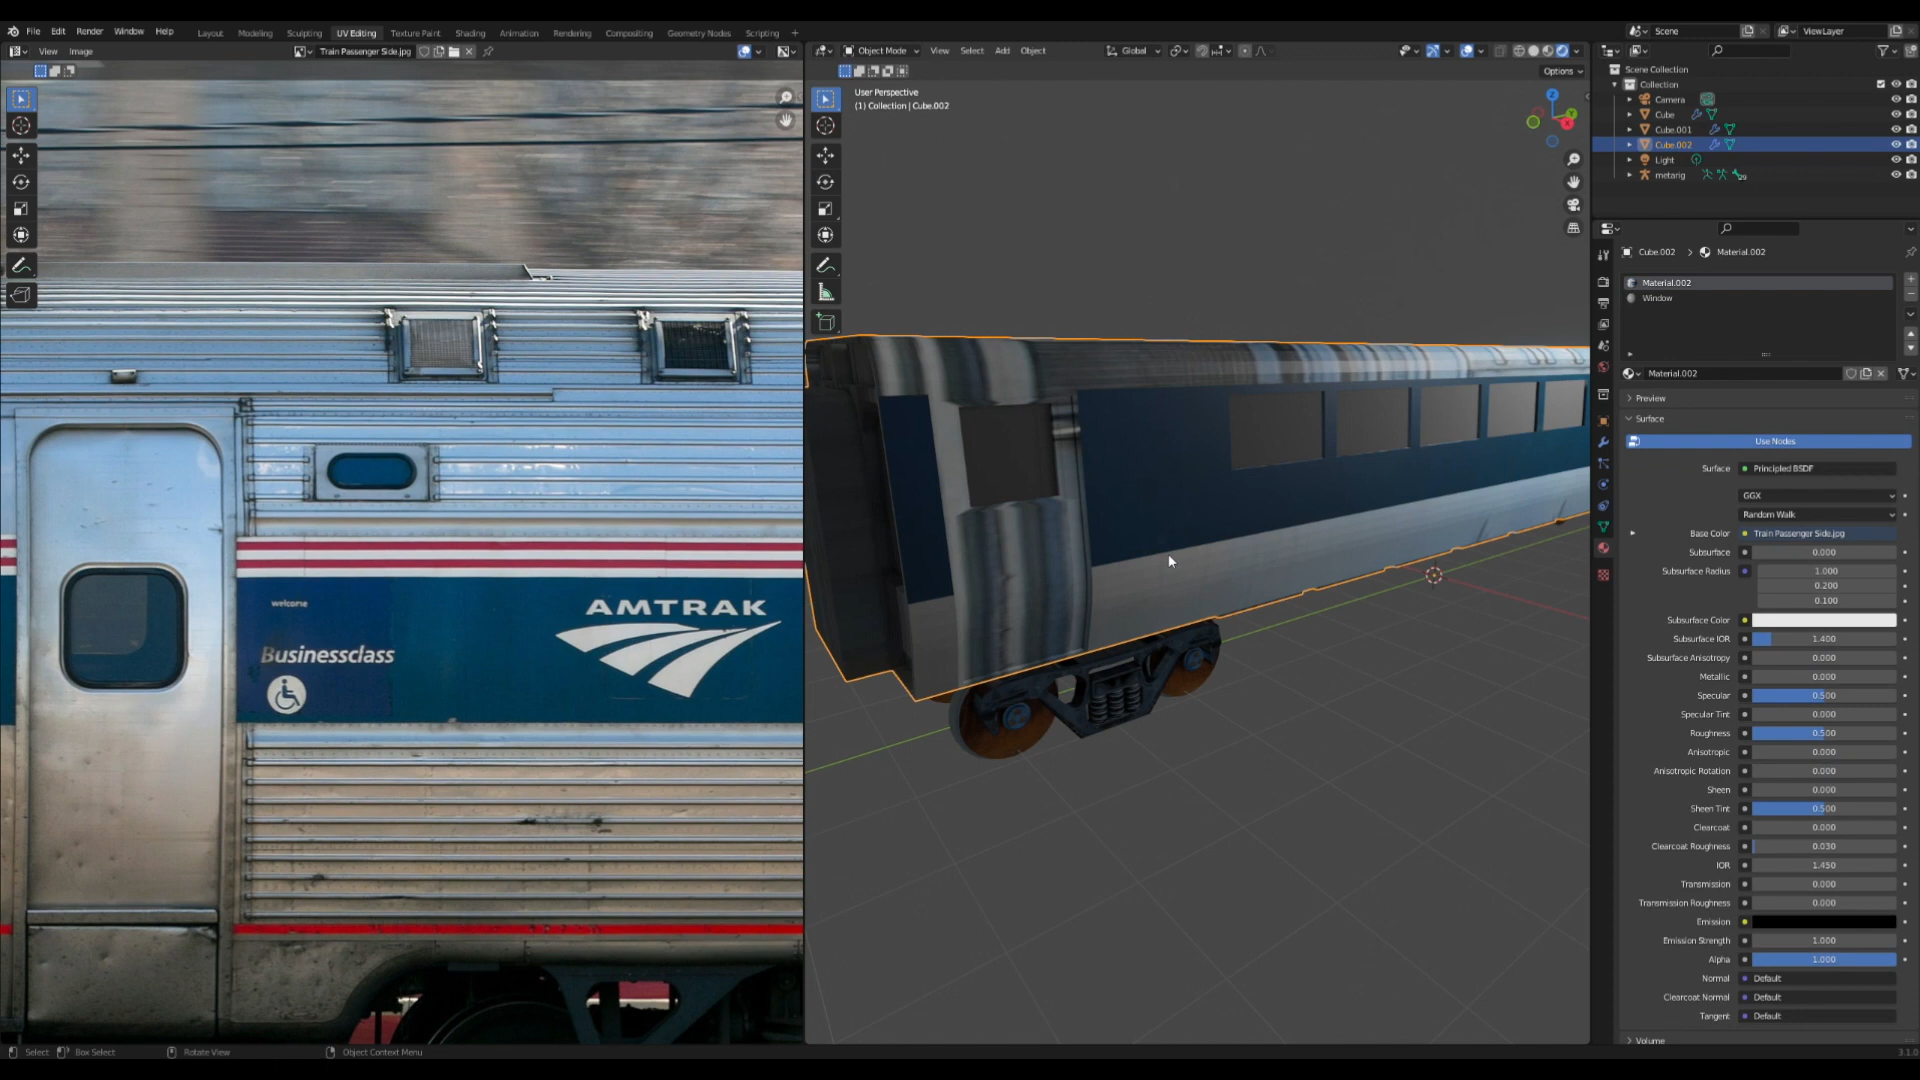 File Edit Render Window Help Layout Modeling Sculpting UV Editing Texture Paint Shading Animation Rendering Compositing Geometry Nodes Scripting + Scene ViewLayer
View Image Train Passenger Side.jpg Object Mode View Select Add Object Global
Options
User Perspective
(1) Collection | Cube.002
Scene Collection
Collection
Camera
Cube
Cube.001
Cube.002
Light
metarig
Cube.002 > Material.002
Material.002
Window
Material.002
Preview
Surface
Use Nodes
Surface Principled BSDF
GGX
Random Walk
Base Color Train Passenger Side.jpg
Subsurface 0.000
Subsurface Radius 1.000
0.200
0.100
Subsurface Color
Subsurface IOR 1.400
Subsurface Anisotropy 0.000
Metallic 0.000
Specular 0.500
Specular Tint 0.000
Roughness 0.500
Anisotropic 0.000
Anisotropic Rotation 0.000
Sheen 0.000
Sheen Tint 0.500
Clearcoat 0.000
Clearcoat Roughness 0.030
IOR 1.450
Transmission 0.000
Transmission Roughness 0.000
Emission
Emission Strength 1.000
Alpha 1.000
Normal Default
Clearcoat Normal Default
Tangent Default
Volume
welcome
AMTRAK
Businessclass
Select Box Select Rotate View Object Context Menu 3.1.0